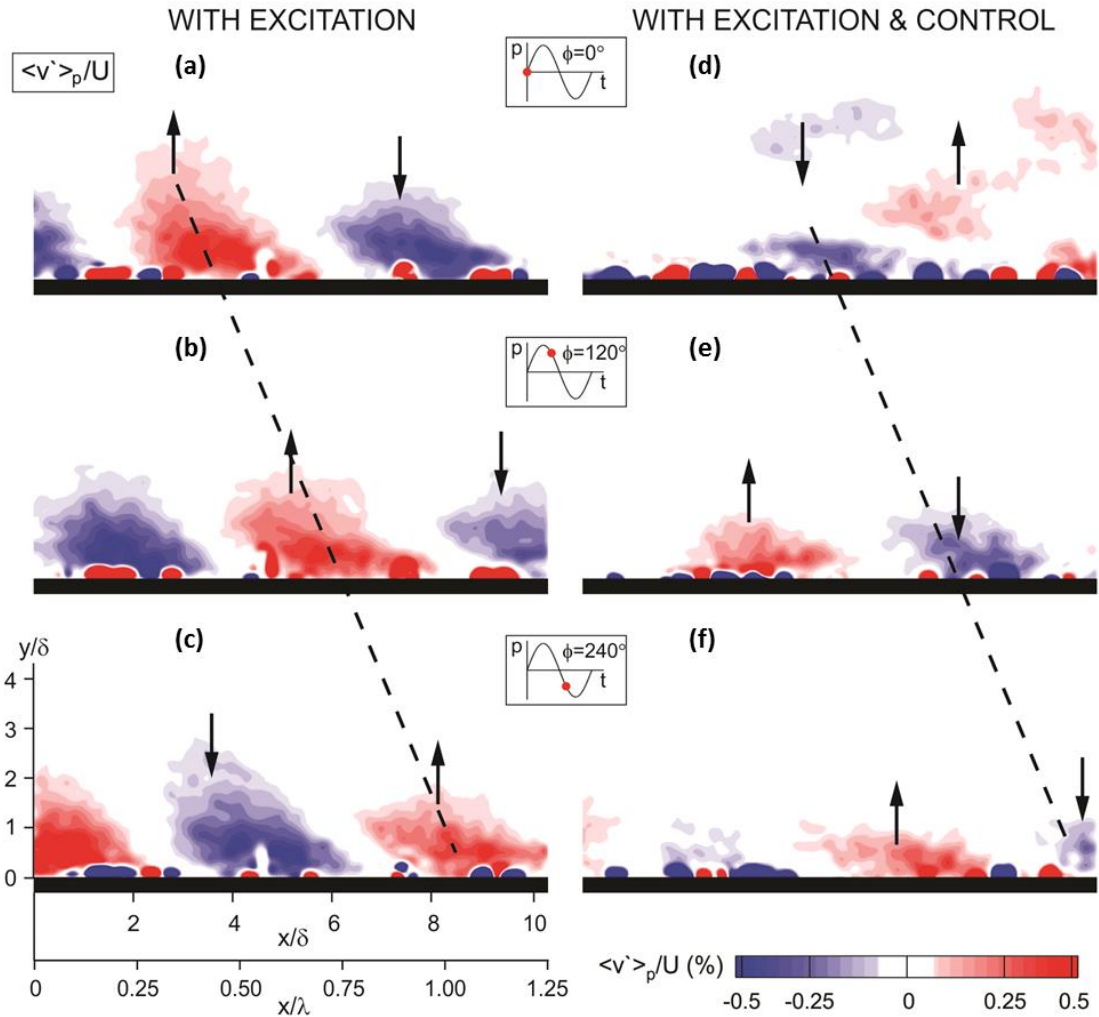 WITH EXCITATION
WITH EXCITATION & CONTROL
<v`>p/U
(a)
p ϕ=0°
t
(d)
(b)
p ϕ=120°
t
(e)
(c)
p ϕ=240°
t
(f)
y/δ
4
3
2
1
0
2 4 6 8 10
x/δ
0 0.25 0.50 0.75 1.00 1.25
x/λ
<v`>p/U (%)
-0.5 -0.25 0 0.25 0.5